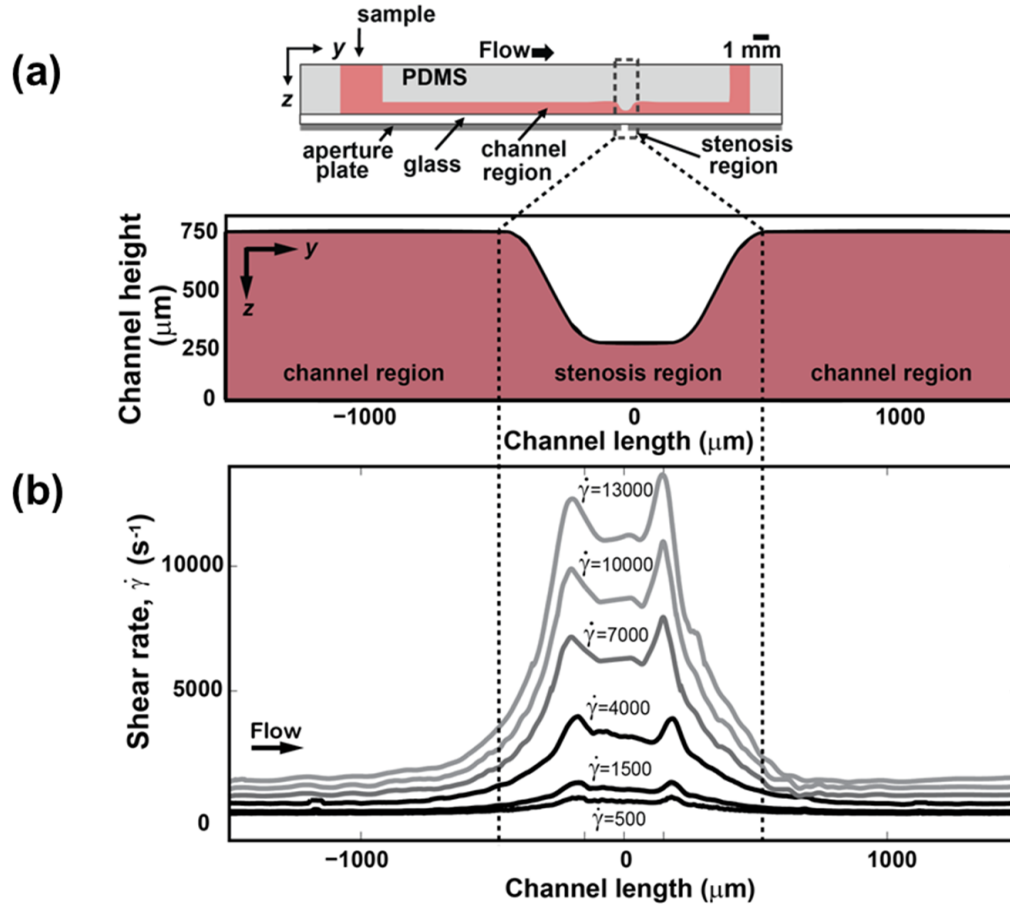 (a)
sample
y
z
Flow
1 mm
PDMS
aperture
plate
glass
channel
region
stenosis
region
Channel height
(μm)
750
500
250
0
y
z
channel region
stenosis region
channel region
−1000
0
1000
Channel length (μm)
(b)
Shear rate, γ̇ (s⁻¹)
10000
5000
0
Flow
γ̇=13000
γ̇=10000
γ̇=7000
γ̇=4000
γ̇=1500
γ̇=500
−1000
0
1000
Channel length (μm)